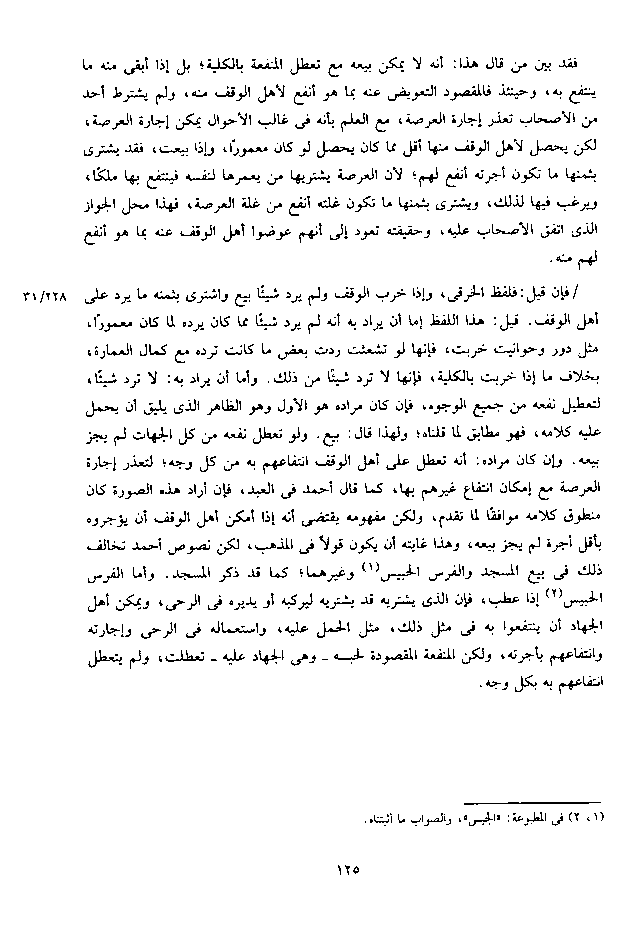 فقد بين من قال هذا: أنه لا يمكن بيعه مع تعطل المنفعة بالكلية؛ بل إذا أبقى منه ما
ينتفع به، وحينئذ فالمقصود التعويض عنه بما هو أنفع لأهل الوقف منه، ولم يشترط أحد
من الأصحاب تعذر إجارة العرصة، مع العلم بأنه فى غالب الأحوال يمكن إجارة العرصة،
لكن يحصل لأهل الوقف منها أقل مما كان يحصل لو كان معموراً، وإذا بيعت، فقد يشترى
بثمنها ما تكون أجرته أنفع لهم؛ لأن العرصة يشتريها من يعمرها لنفسه فينتفع بها ملكًا،
ويرغب فيها لذلك، ويشترى بثمنها ما تكون غلته أنفع من غلة العرصة، فهذا محل الجواز
الذى اتفق الأصحاب عليه، وحقيقته تعود إلى أنهم عوضوا أهل الوقف عنه بما هو أنفع
لهم منه.
٣١/٢٢٨ / فإن قيل: فلفظ الخرقى، وإذا خرب الوقف ولم يرد شيئًا بيع واشترى بثمنه ما يرد على
أهل الوقف. قيل: هذا اللفظ إما أن يراد به أنه لم يرد شيئًا مما كان يرده لما كان معموراً،
مثل دور وحوانيت خربت، فإنها لو تشعثت ردت بعض ما كانت ترده مع كمال العمارة،
بخلاف ما إذا خربت بالكلية، فإنها لا ترد شيئًا من ذلك. وأما أن يراد به: لا ترد شيئًا،
لتعطيل نفعه من جميع الوجوه، فإن كان مراده هو الأول وهو الظاهر الذى يليق أن يحمل
عليه كلامه، فهو مطابق لما قلناه؛ ولهذا قال: بيع. ولو تعطل نفعه من كل الجهات لم يجز
بيعه. وإن كان مراده: أنه تعطل على أهل الوقف انتفاعهم به من كل وجه؛ لتعذر إجارة
العرصة مع إمكان انتفاع غيرهم بها، كما قال أحمد فى العبد، فإن أراد هذه الصورة كان
منطوق كلامه موافقًا لما تقدم، ولكن مفهومه يقتضى أنه إذا أمكن أهل الوقف أن يؤجروه
بأقل أجرة لم يجز بيعه، وهذا غايته أن يكون قولاً فى المذهب، لكن نصوص أحمد تخالف
ذلك فى بيع المسجد والفرس الحبيس(١) وغيرهما؛ كما قد ذكر المسجد. وأما الفرس
الحبيس(٢) إذا عطب، فإن الذى يشتريه قد يشتريه ليركبه أو يديره فى الرحى، ويمكن أهل
الجهاد أن ينتفعوا به فى مثل ذلك، مثل الحمل عليه، واستعماله فى الرحى وإجارته
وانتفاعهم بأجرته، ولكن المنفعة المقصودة لحبسه ـ وهى الجهاد عليه ـ تعطلت، ولم يتعطل
انتفاعهم به بكل وجه.
(١، ٢) فى المطبوعة: «الجيس»، والصواب ما أثبتناه.
١٢٥